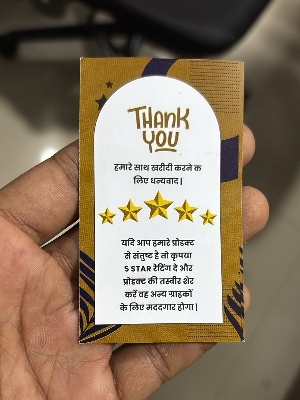 THANK
YOU
हमारे साथ खरीदी करने क
लिए धन्यवाद |
यदि आप हमारे प्रोडक्ट
से संतुष्ट है तो कृपया
5 STAR रेटिंग दे और
प्रोडक्ट की तस्वीर शेर
करें वह अन्य ग्राहकों
के लिए मददगार होगा |